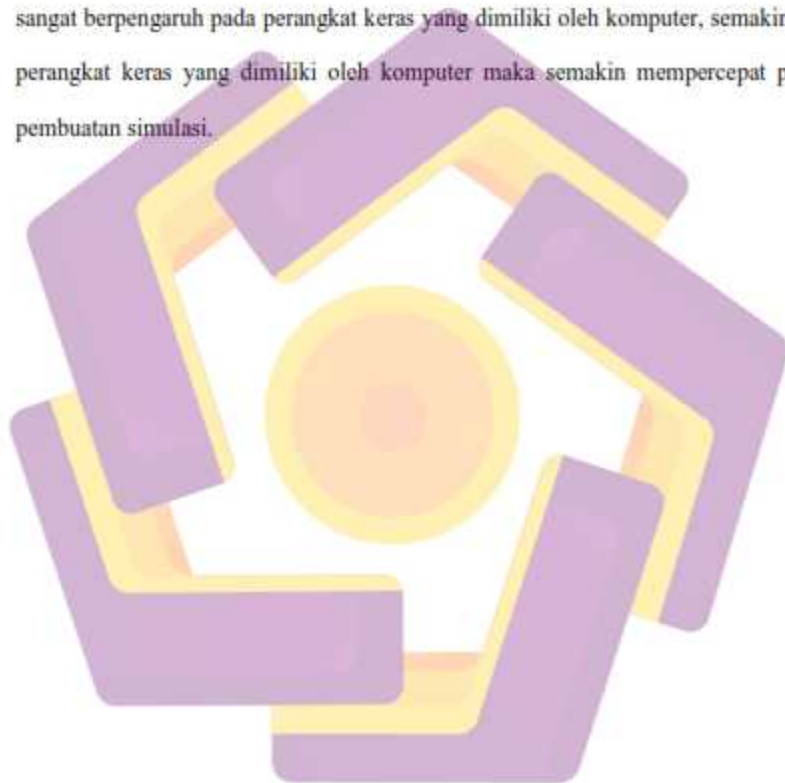 sangat berpengaruh pada perangkat keras yang dimiliki oleh komputer, semakin
perangkat keras yang dimiliki oleh komputer maka semakin mempercepat p
pembuatan simulasi.